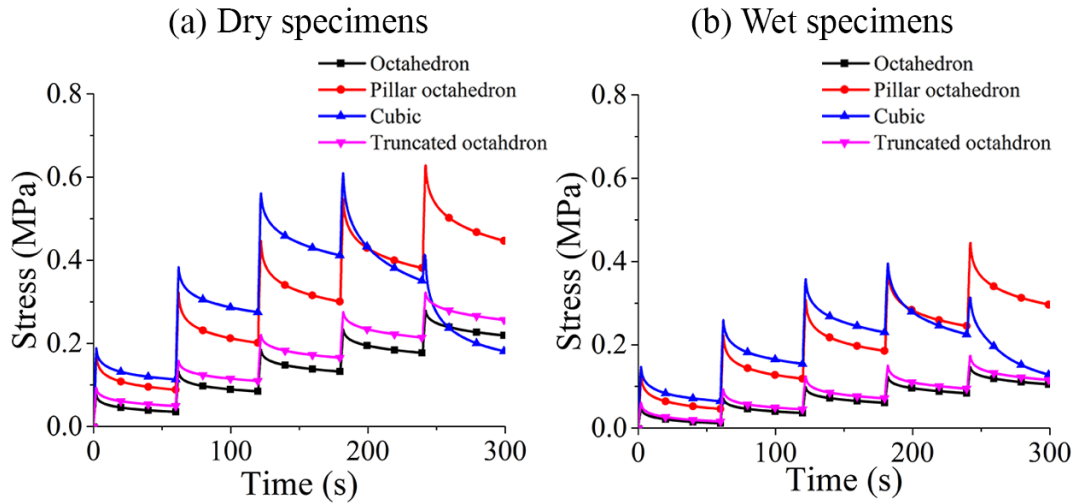 (a) Dry specimens
Octahedron
Pillar octahedron
Cubic
Truncated octahdron
0.8
0.6
0.4
0.2
0.0
Stress (MPa)
0
100
200
300
Time (s)
(b) Wet specimens
Octahedron
Pillar octahedron
Cubic
Truncated octahdron
0.8
0.6
0.4
0.2
0.0
Stress (MPa)
0
100
200
300
Time (s)